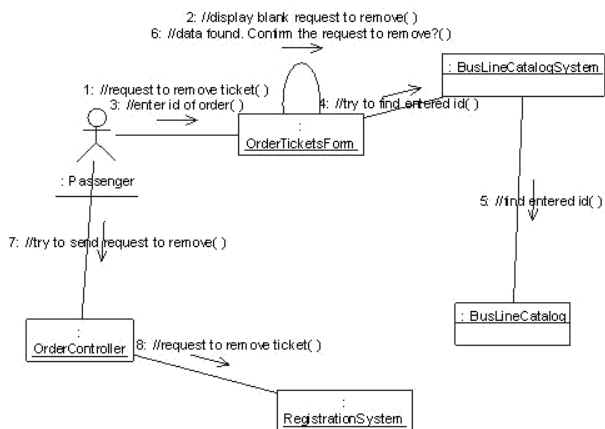 2: //display blank request to remove( )
6: //data found. Confirm the request to remove?( )
: BusLineCatalogSystem
1: //request to remove ticket( )
3: //enter id of order( )
4: //try to find entered id( )
:
OrderTicketsForm
: Passenger
5: //find entered id( )
7: //try to send request to remove( )
: BusLineCatalog
:
OrderController
8: //request to remove ticket( )
:
RegistrationSystem